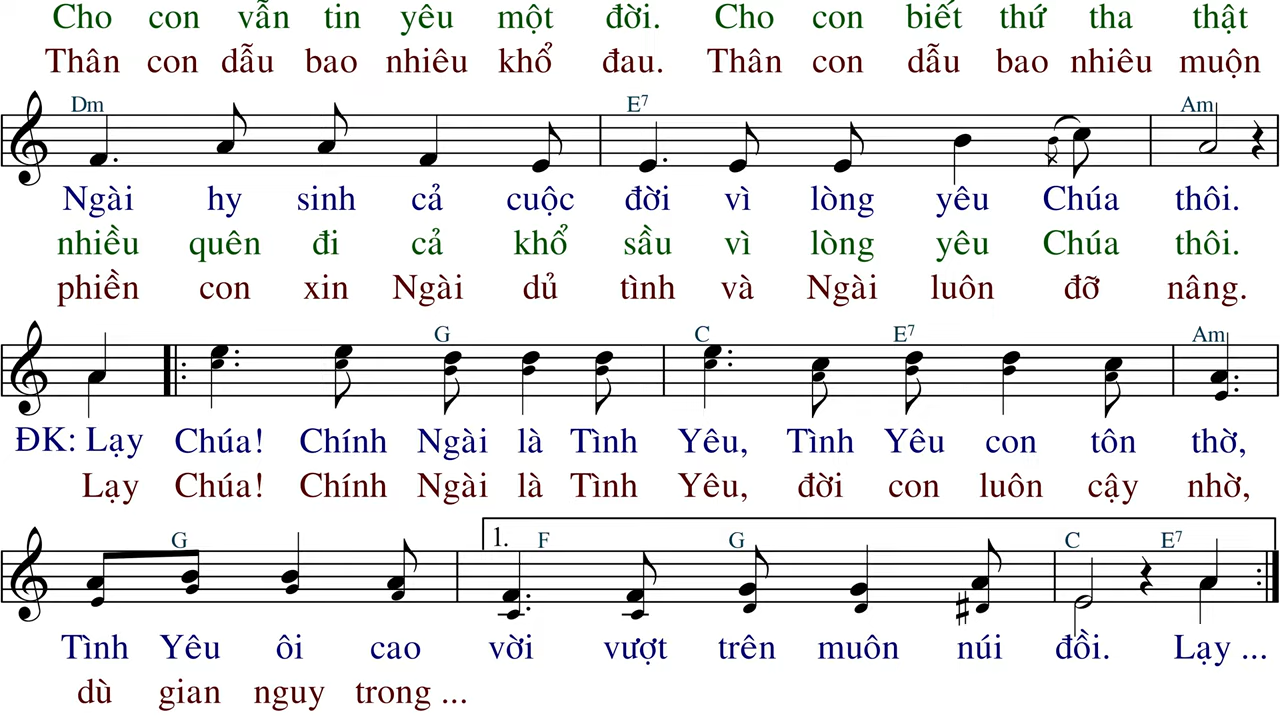 Cho con vẫn tin yêu một đời. Cho con biết thứ tha thật
Thân con dẫu bao nhiêu khổ đau. Thân con dẫu bao nhiêu muộn
Dm E7 Am
Ngài hy sinh cả cuộc đời vì lòng yêu Chúa thôi.
nhiều quên đi cả khổ sầu vì lòng yêu Chúa thôi.
phiền con xin Ngài dủ tình và Ngài luôn đỡ nâng.
G C E7 Am
ĐK: Lạy Chúa! Chính Ngài là Tình Yêu, Tình Yêu con tôn thờ,
Lạy Chúa! Chính Ngài là Tình Yêu, đời con luôn cậy nhờ,
G 1. F G C E7
Tình Yêu ôi cao vời vượt trên muôn núi đồi. Lạy ...
dù gian nguy trong ...